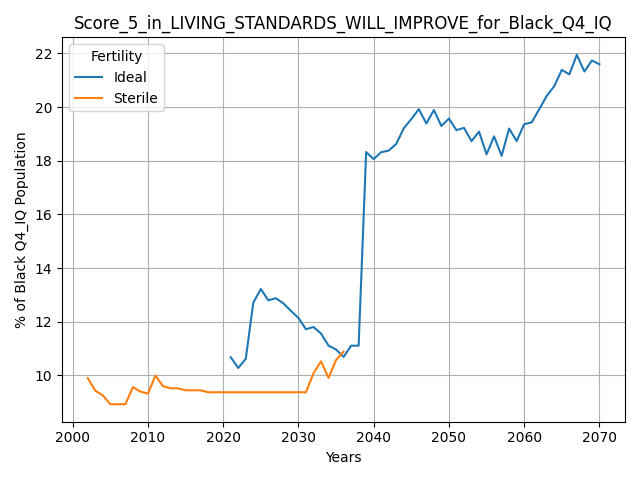 Score_5_in_LIVING_STANDARDS_WILL_IMPROVE_for_Black_Q4_IQ
Fertility
Ideal
Sterile
% of Black Q4_IQ Population
22
20
18
16
14
12
10
2000 2010 2020 2030 2040 2050 2060 2070
Years